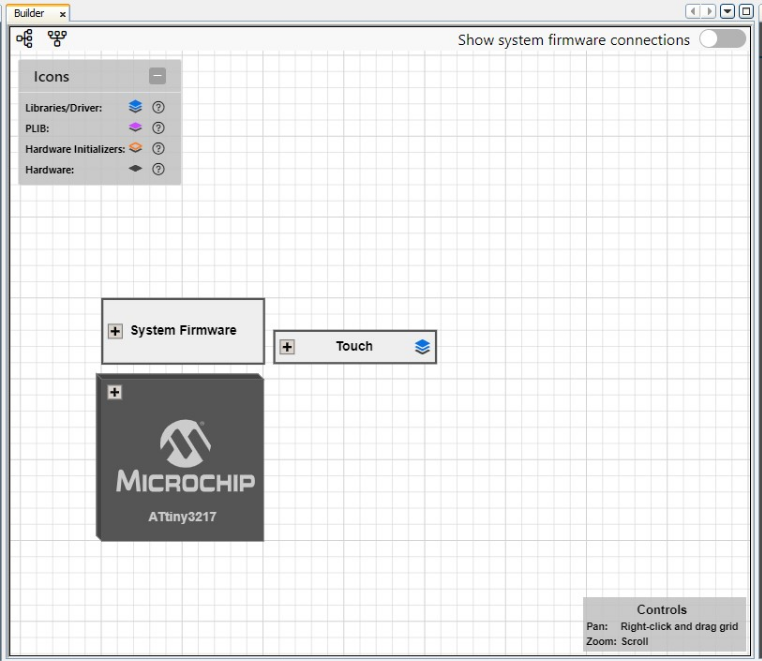 Builder x
Show system firmware connections
Icons
Libraries/Driver: ?
PLIB: ?
Hardware Initializers: ?
Hardware: ?
System Firmware
Touch
MICROCHIP
ATtiny3217
Controls
Pan: Right-click and drag grid
Zoom: Scroll